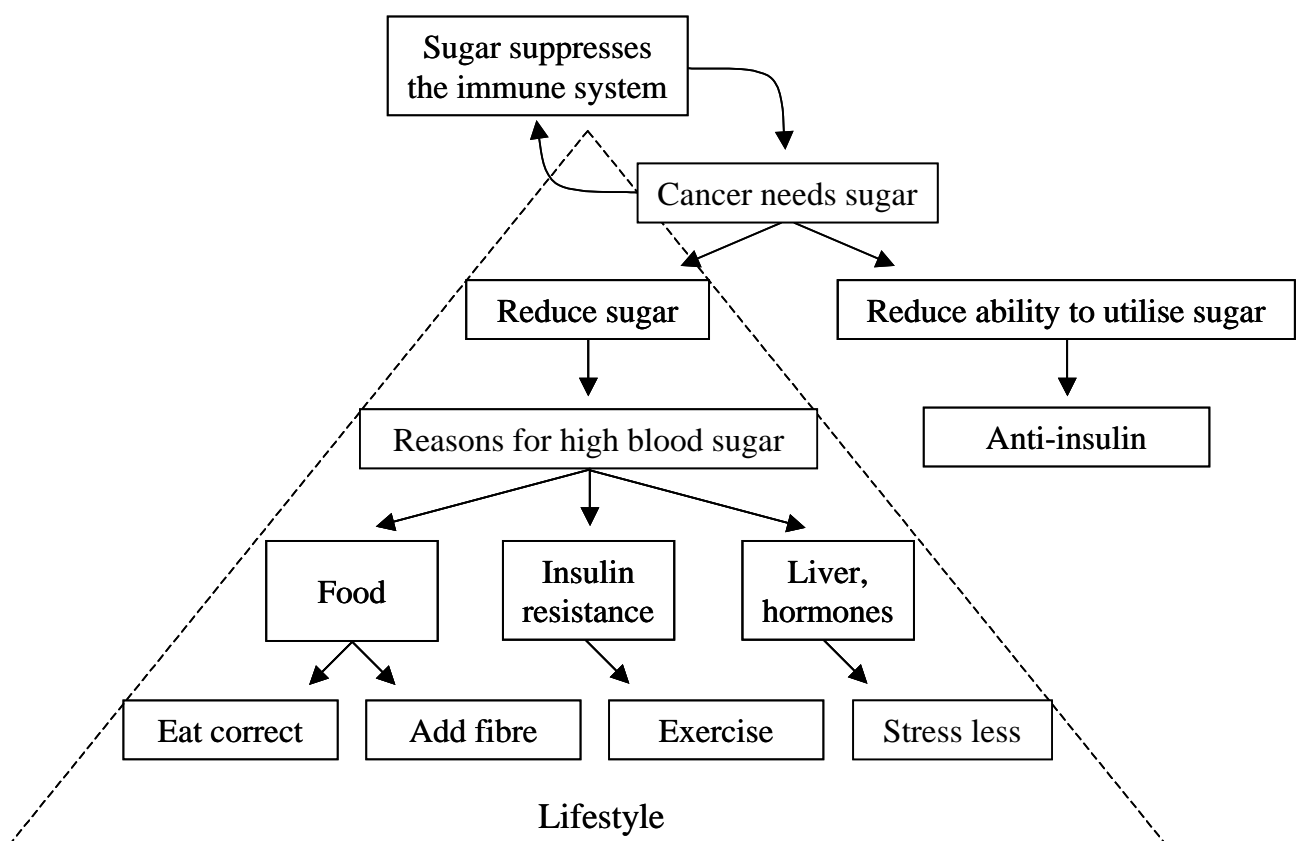 Sugar suppresses
the immune system
Cancer needs sugar
Reduce sugar
Reduce ability to utilise sugar
Reasons for high blood sugar
Anti-insulin
Food
Insulin
resistance
Liver,
hormones
Eat correct
Add fibre
Exercise
Stress less
Lifestyle